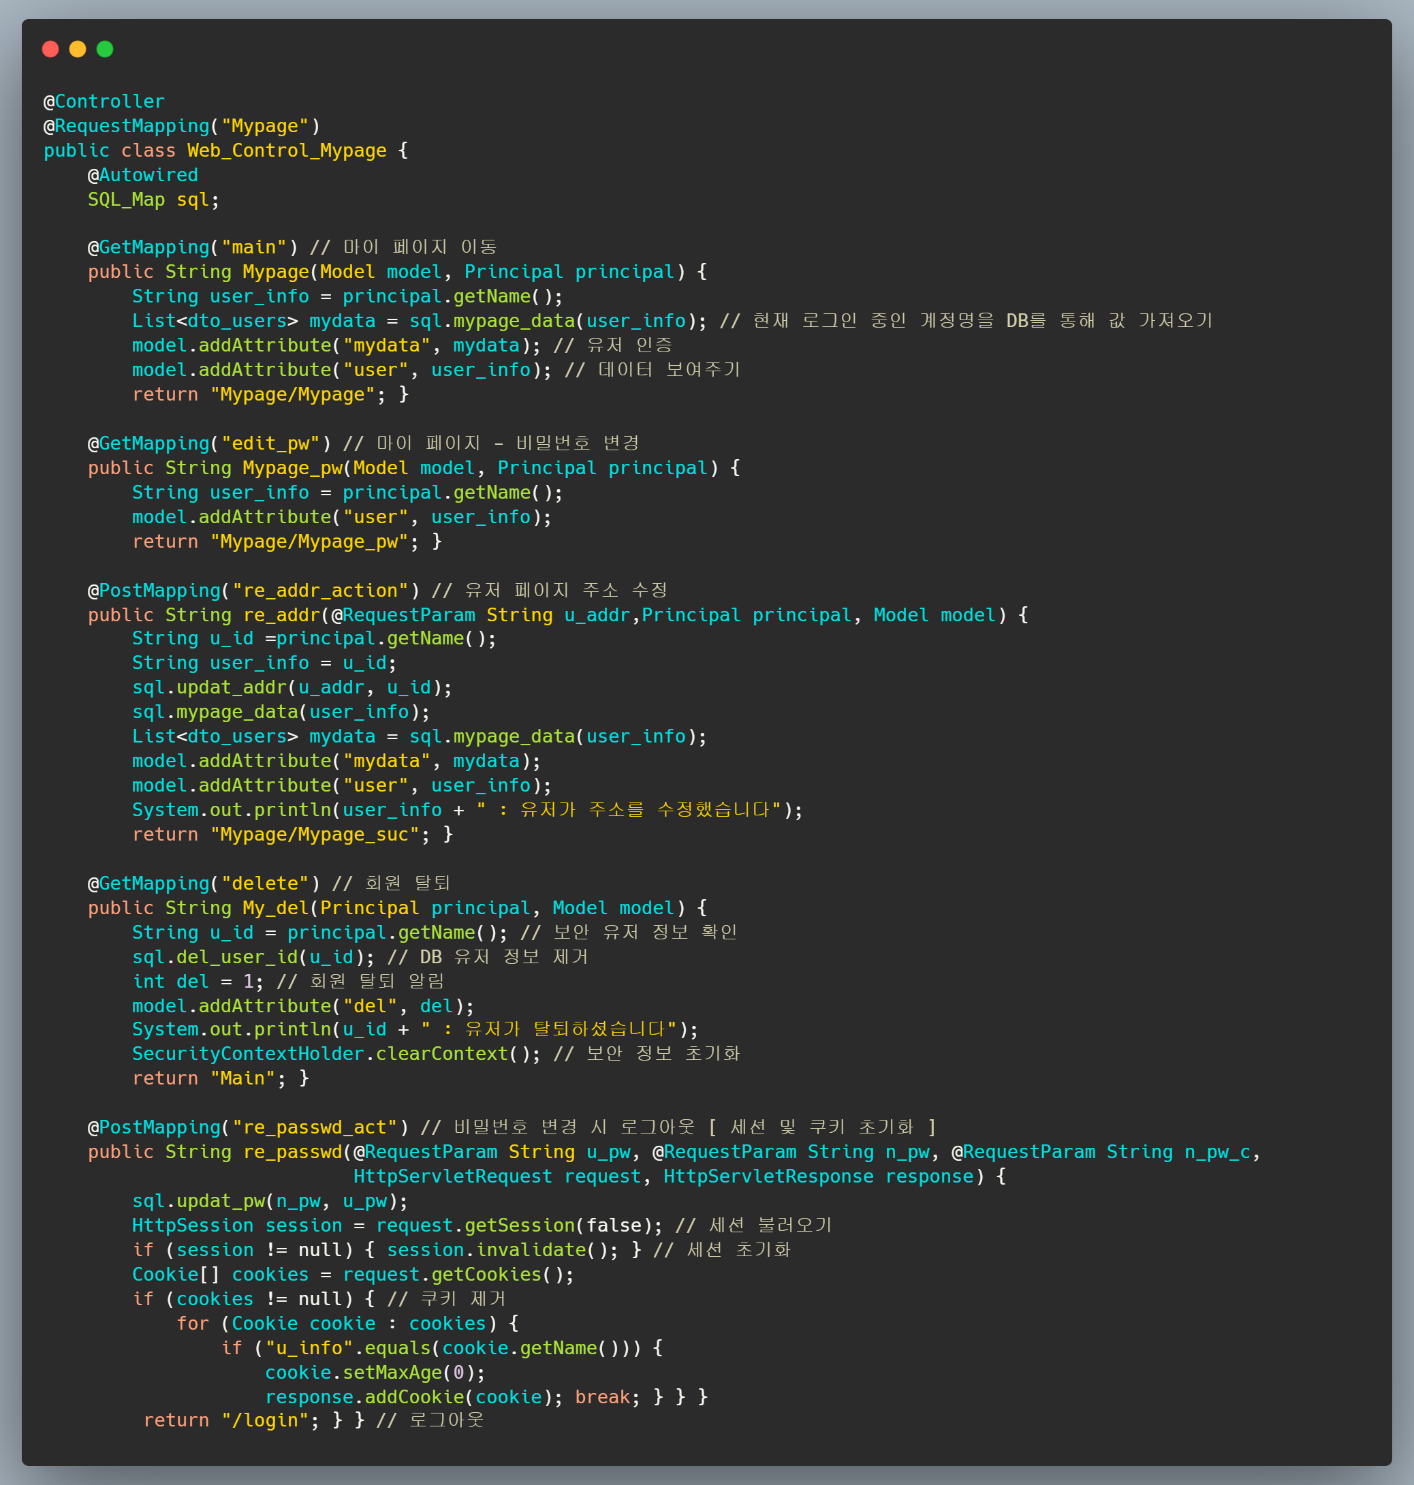 @Controller
@RequestMapping("Mypage")
public class Web_Control_Mypage {
    @Autowired
    SQL_Map sql;

    @GetMapping("main") // 마이 페이지 이동
    public String Mypage(Model model, Principal principal) {
        String user_info = principal.getName();
        List<dto_users> mydata = sql.mypage_data(user_info); // 현재 로그인 중인 계정명을 DB를 통해 값 가져오기
        model.addAttribute("mydata", mydata); // 유저 인증
        model.addAttribute("user", user_info); // 데이터 보여주기
        return "Mypage/Mypage"; }

    @GetMapping("edit_pw") // 마이 페이지 - 비밀번호 변경
    public String Mypage_pw(Model model, Principal principal) {
        String user_info = principal.getName();
        model.addAttribute("user", user_info);
        return "Mypage/Mypage_pw"; }

    @PostMapping("re_addr_action") // 유저 페이지 주소 수정
    public String re_addr(@RequestParam String u_addr,Principal principal, Model model) {
        String u_id =principal.getName();
        String user_info = u_id;
        sql.updat_addr(u_addr, u_id);
        sql.mypage_data(user_info);
        List<dto_users> mydata = sql.mypage_data(user_info);
        model.addAttribute("mydata", mydata);
        model.addAttribute("user", user_info);
        System.out.println(user_info + " : 유저가 주소를 수정했습니다");
        return "Mypage/Mypage_suc"; }

    @GetMapping("delete") // 회원 탈퇴
    public String My_del(Principal principal, Model model) {
        String u_id = principal.getName(); // 보안 유저 정보 확인
        sql.del_user_id(u_id); // DB 유저 정보 제거
        int del = 1; // 회원 탈퇴 알림
        model.addAttribute("del", del);
        System.out.println(u_id + " : 유저가 탈퇴하셨습니다");
        SecurityContextHolder.clearContext(); // 보안 정보 초기화
        return "Main"; }

    @PostMapping("re_passwd_act") // 비밀번호 변경 시 로그아웃 [ 세션 및 쿠키 초기화 ]
    public String re_passwd(@RequestParam String u_pw, @RequestParam String n_pw, @RequestParam String n_pw_c,
                            HttpServletRequest request, HttpServletResponse response) {
        sql.updat_pw(n_pw, u_pw);
        HttpSession session = request.getSession(false); // 세션 불러오기
        if (session != null) { session.invalidate(); } // 세션 초기화
        Cookie[] cookies = request.getCookies();
        if (cookies != null) { // 쿠키 제거
            for (Cookie cookie : cookies) {
                if ("u_info".equals(cookie.getName())) {
                    cookie.setMaxAge(0);
                    response.addCookie(cookie); break; } } }
         return "/login"; } } // 로그아웃